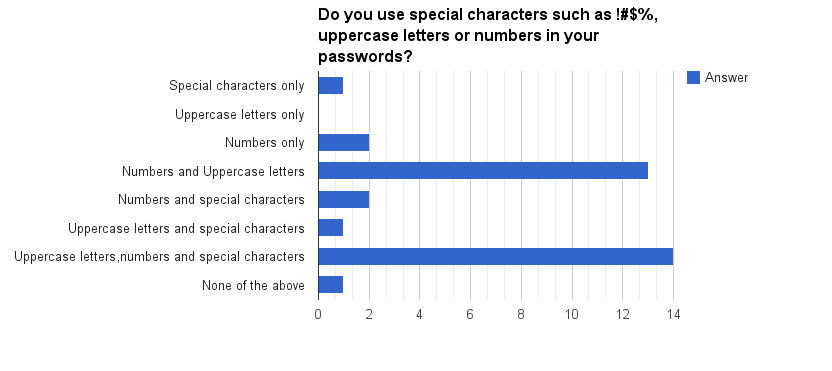 Do you use special characters such as !#$%,
uppercase letters or numbers in your
passwords?
Answer
Special characters only
Uppercase letters only
Numbers only
Numbers and Uppercase letters
Numbers and special characters
Uppercase letters and special characters
Uppercase letters,numbers and special characters
None of the above
0 2 4 6 8 10 12 14